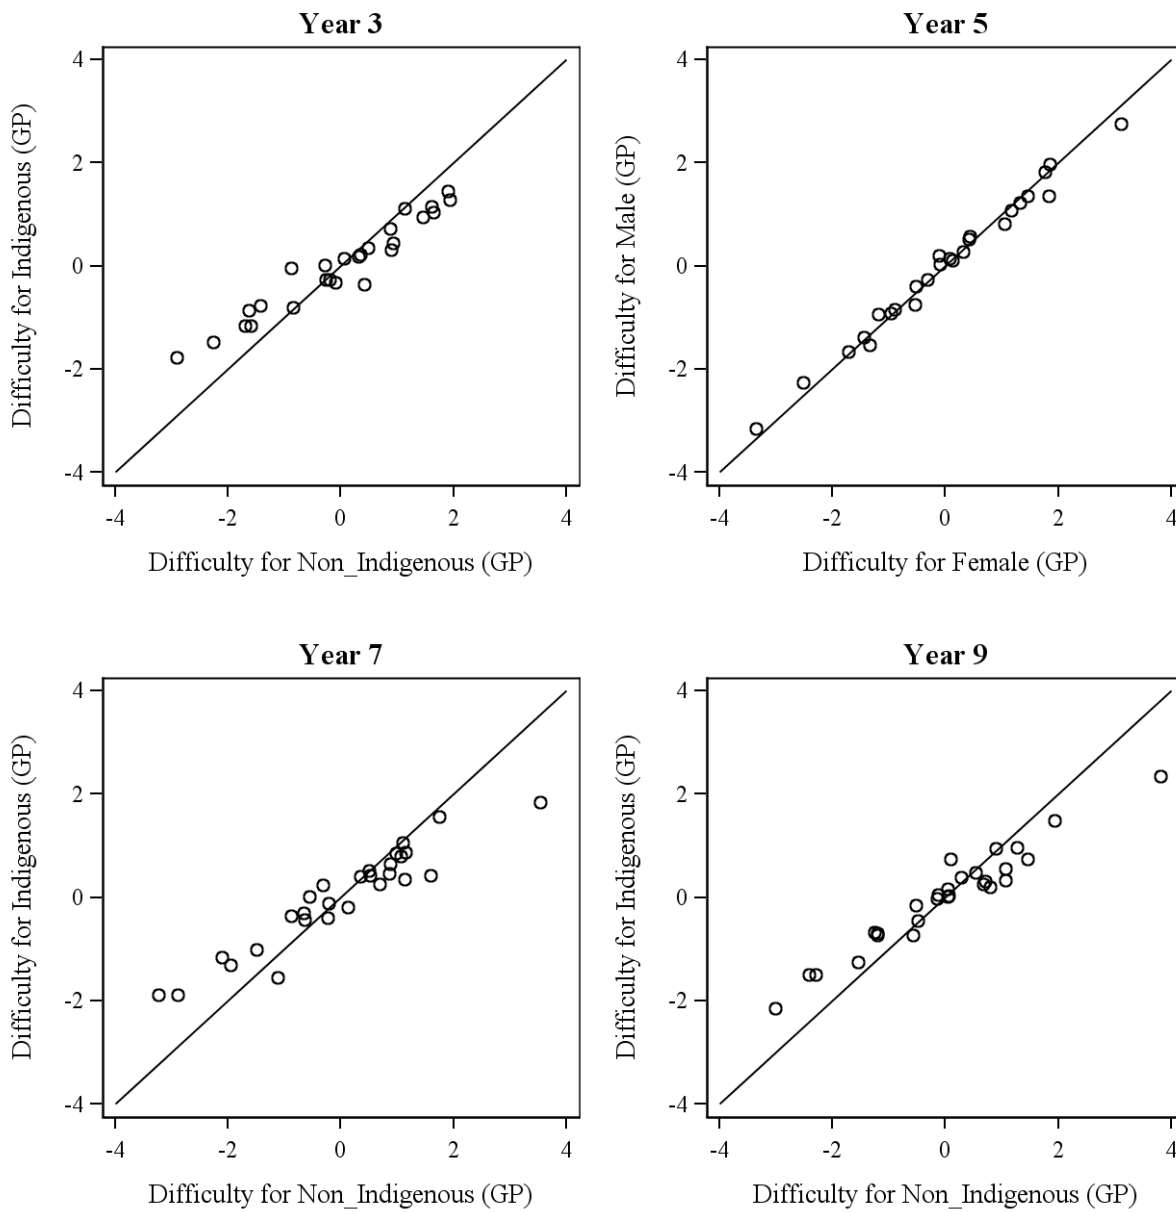 Year 3
4
2
0
-2
-4
Difficulty for Indigenous (GP)
-4 -2 0 2 4
Difficulty for Non_Indigenous (GP)
Year 5
4
2
0
-2
-4
Difficulty for Male (GP)
-4 -2 0 2 4
Difficulty for Female (GP)
Year 7
4
2
0
-2
-4
Difficulty for Indigenous (GP)
-4 -2 0 2 4
Difficulty for Non_Indigenous (GP)
Year 9
4
2
0
-2
-4
Difficulty for Indigenous (GP)
-4 -2 0 2 4
Difficulty for Non_Indigenous (GP)